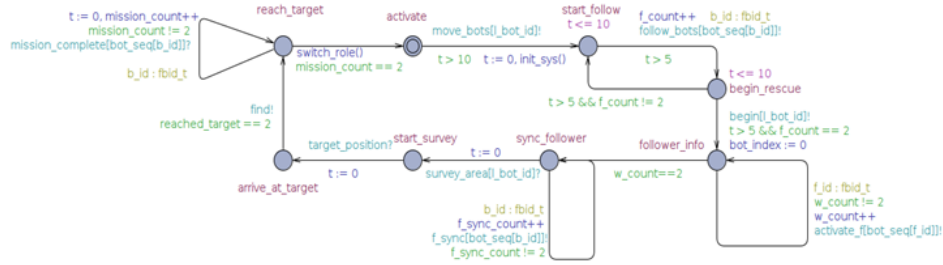 reach_target
t := 0, mission_count++
mission_count != 2
mission_complete[bot_seq[b_id]]?
b_id : fbid_t
switch_role()
mission_count == 2
activate
move_bots[l_bot_id]!
t > 10 t := 0, init_sys()
start_follow
t <= 10
f_count++ b_id : fbid_t
follow_bots[bot_seq[b_id]]!
t > 5
t <= 10
begin_rescue
t > 5 && f_count != 2
begin[l_bot_id]!
t > 5 && f_count == 2
bot_index := 0
find!
reached_target == 2
arrive_at_target
target_position?
t := 0
start_survey
t := 0
survey_area[l_bot_id]?
sync_follower
b_id : fbid_t
f_sync_count++
f_sync[bot_seq[b_id]]!
f_sync_count != 2
w_count==2
follower_info
f_id : fbid_t
w_count != 2
w_count++
activate_f[bot_seq[f_id]]!